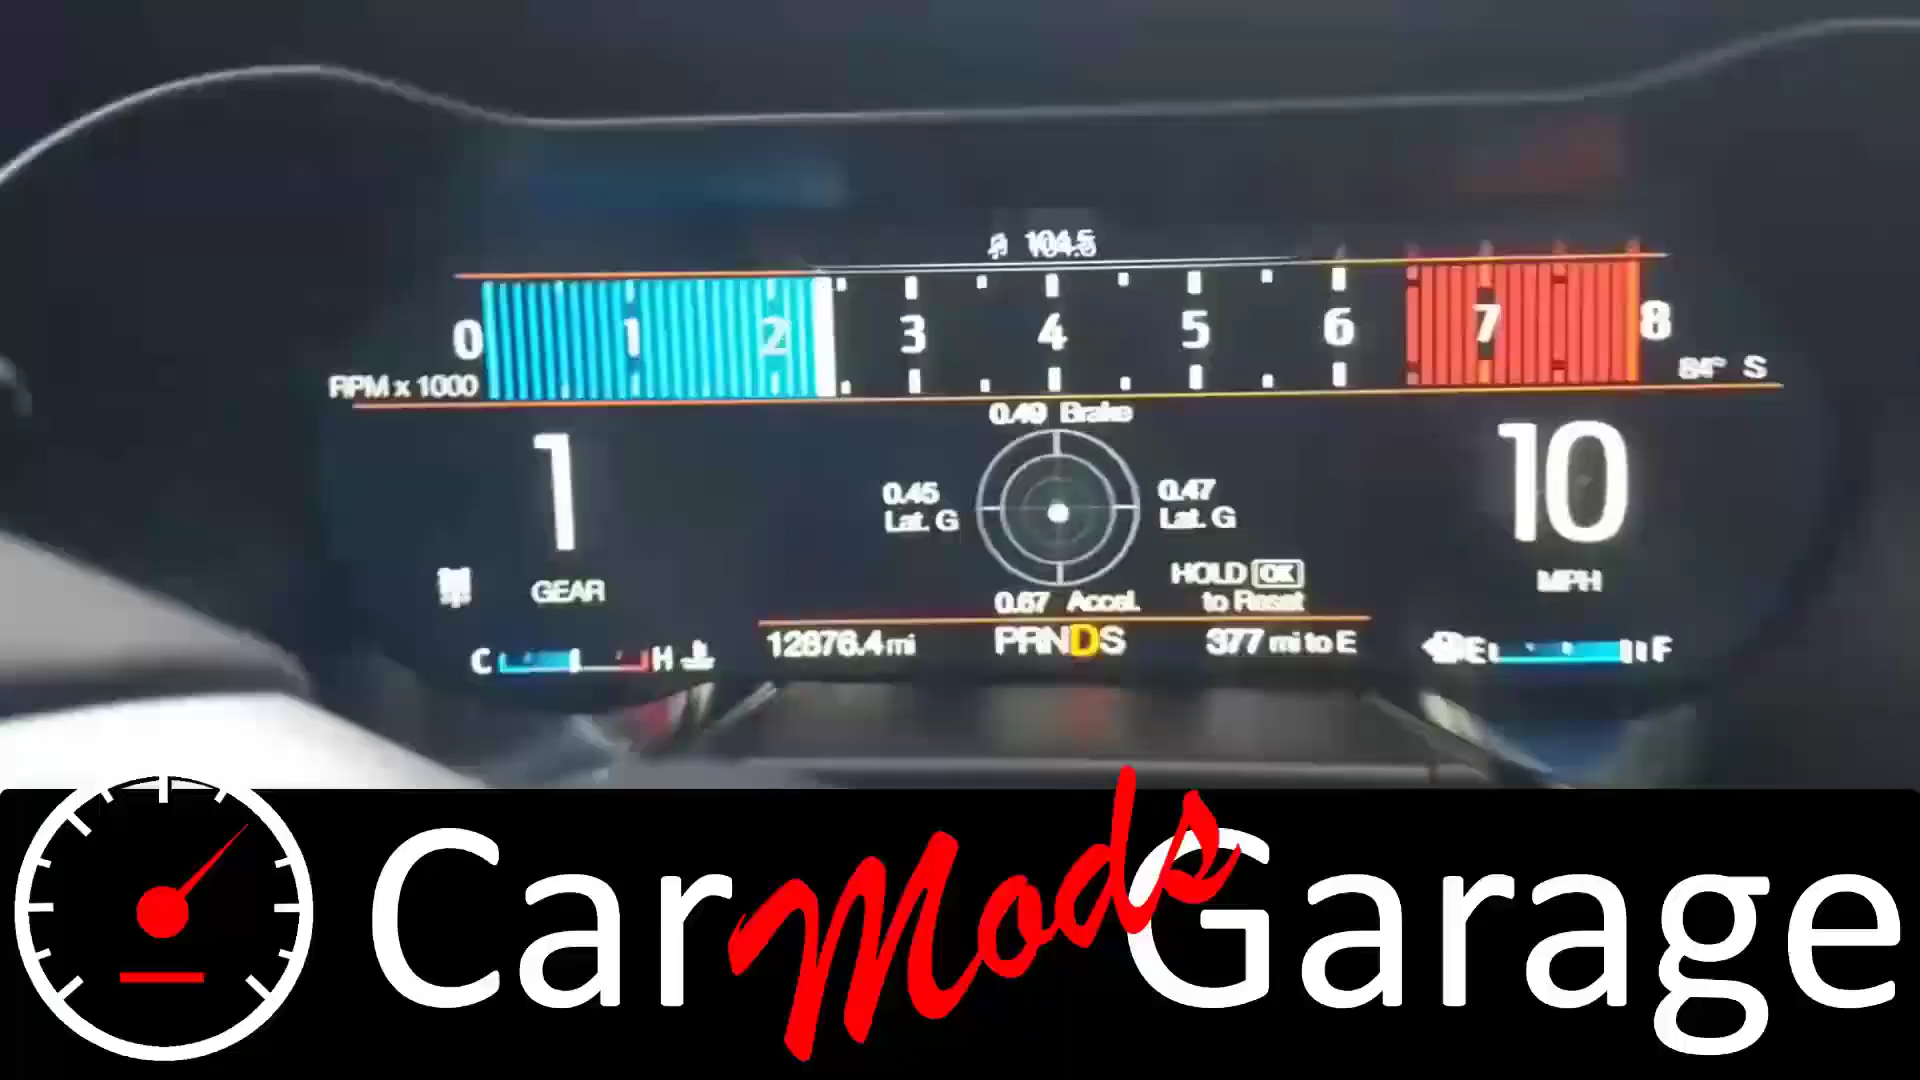 104.5
0 1 2 3 4 5 6 7 8
RPM x 1000
84° S
0.49 Brake
1
GEAR
0.45
Lat. G
0.47
Lat. G
10
MPH
HOLD OK
to Reset
0.67 Accel.
C H
12876.4 mi
PRNDS
377 mi to E
E F
Car Mods Garage